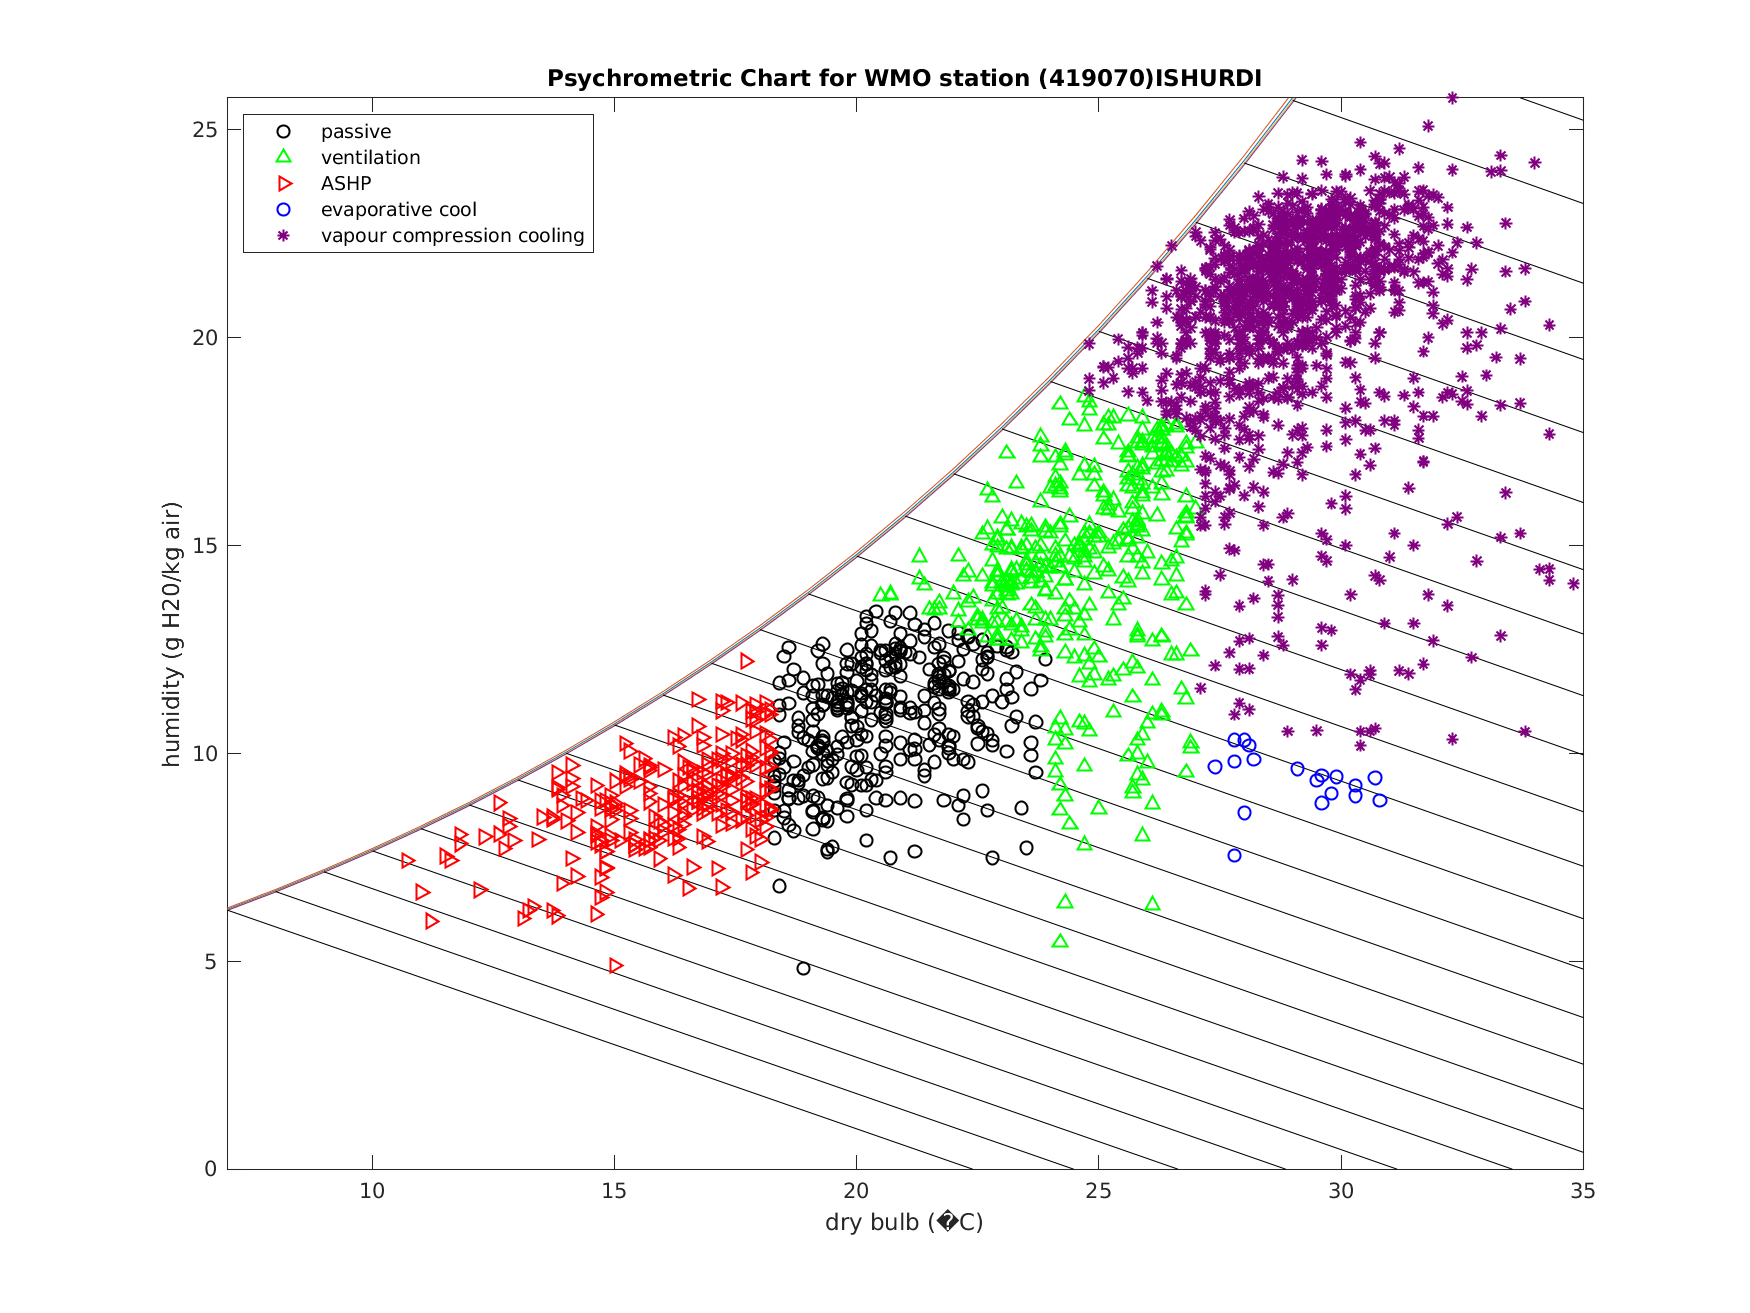 Psychrometric Chart for WMO station (419070)ISHURDI
passive
ventilation
ASHP
evaporative cool
vapour compression cooling
humidity (g H20/kg air)
25
20
15
10
5
0
10 15 20 25 30 35
dry bulb (�C)